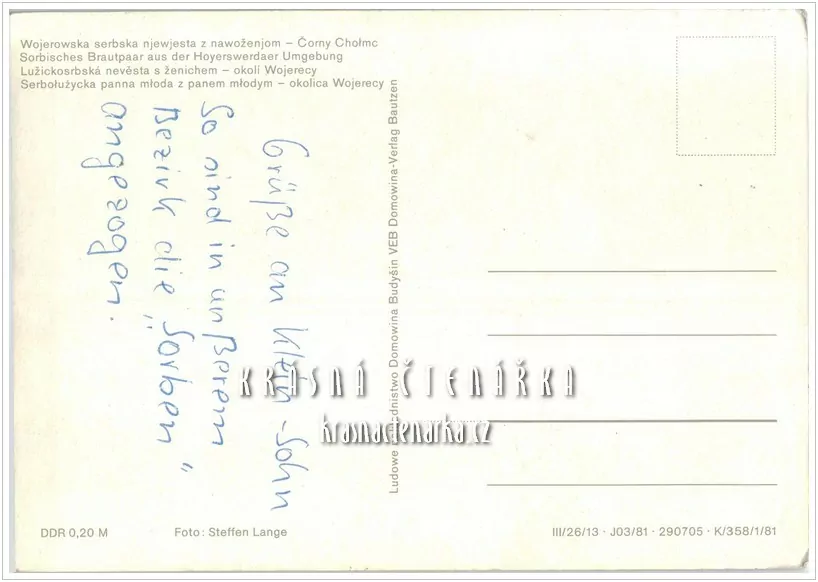 Wojerowska serbska njewjesta z nawoženjom – Čorny Chołmc
Sorbisches Brautpaar aus der Hoyerswerdaer Umgebung
Lužickosrbská nevěsta s ženichem – okolí Wojerecy
Serbołużycka panna młoda z panem młodym – okolica Wojerecy
Grüße an Klein-Sohn
So sind in unßerem
Bezirk die „Sorben“
angezogen.
Ludowe nakładnistwo Domowina Budyšin VEB Domowina-Verlag Bautzen
KRÁSNÁ ČTENÁŘKA
krasnactenarka.cz
DDR 0,20 M
Foto: Steffen Lange
III/26/13 · J03/81 · 290705 · K/358/1/81